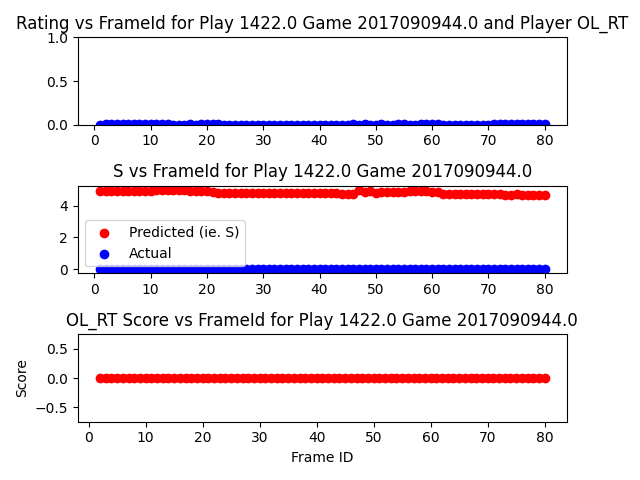 Rating vs FrameId for Play 1422.0 Game 2017090944.0 and Player OL_RT
1.0
0.5
0.0
0 10 20 30 40 50 60 70 80
S vs FrameId for Play 1422.0 Game 2017090944.0
4
2
0
Predicted (ie. S)
Actual
0 10 20 30 40 50 60 70 80
OL_RT Score vs FrameId for Play 1422.0 Game 2017090944.0
Score
0.5
0.0
−0.5
0 10 20 30 40 50 60 70 80
Frame ID